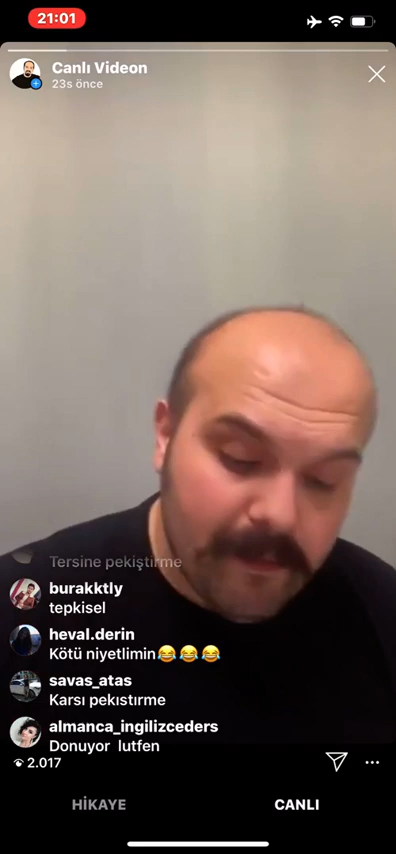 21:01
Canlı Videon
23s önce
Tersine pekiştirme
burakktly
tepkisel
heval.derin
Kötü niyetlimin😂😂😂
savas_atas
Karsı pekıstırme
almanca_ingilizceders
Donuyor lutfen
2.017
HİKAYE
CANLI